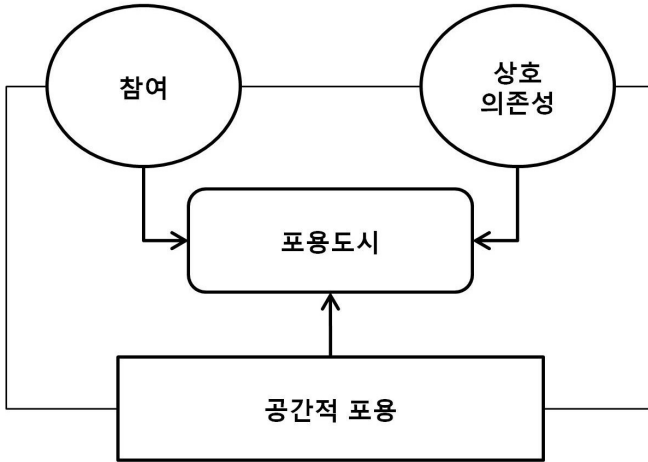 참여
상호
의존성
포용도시
공간적 포용